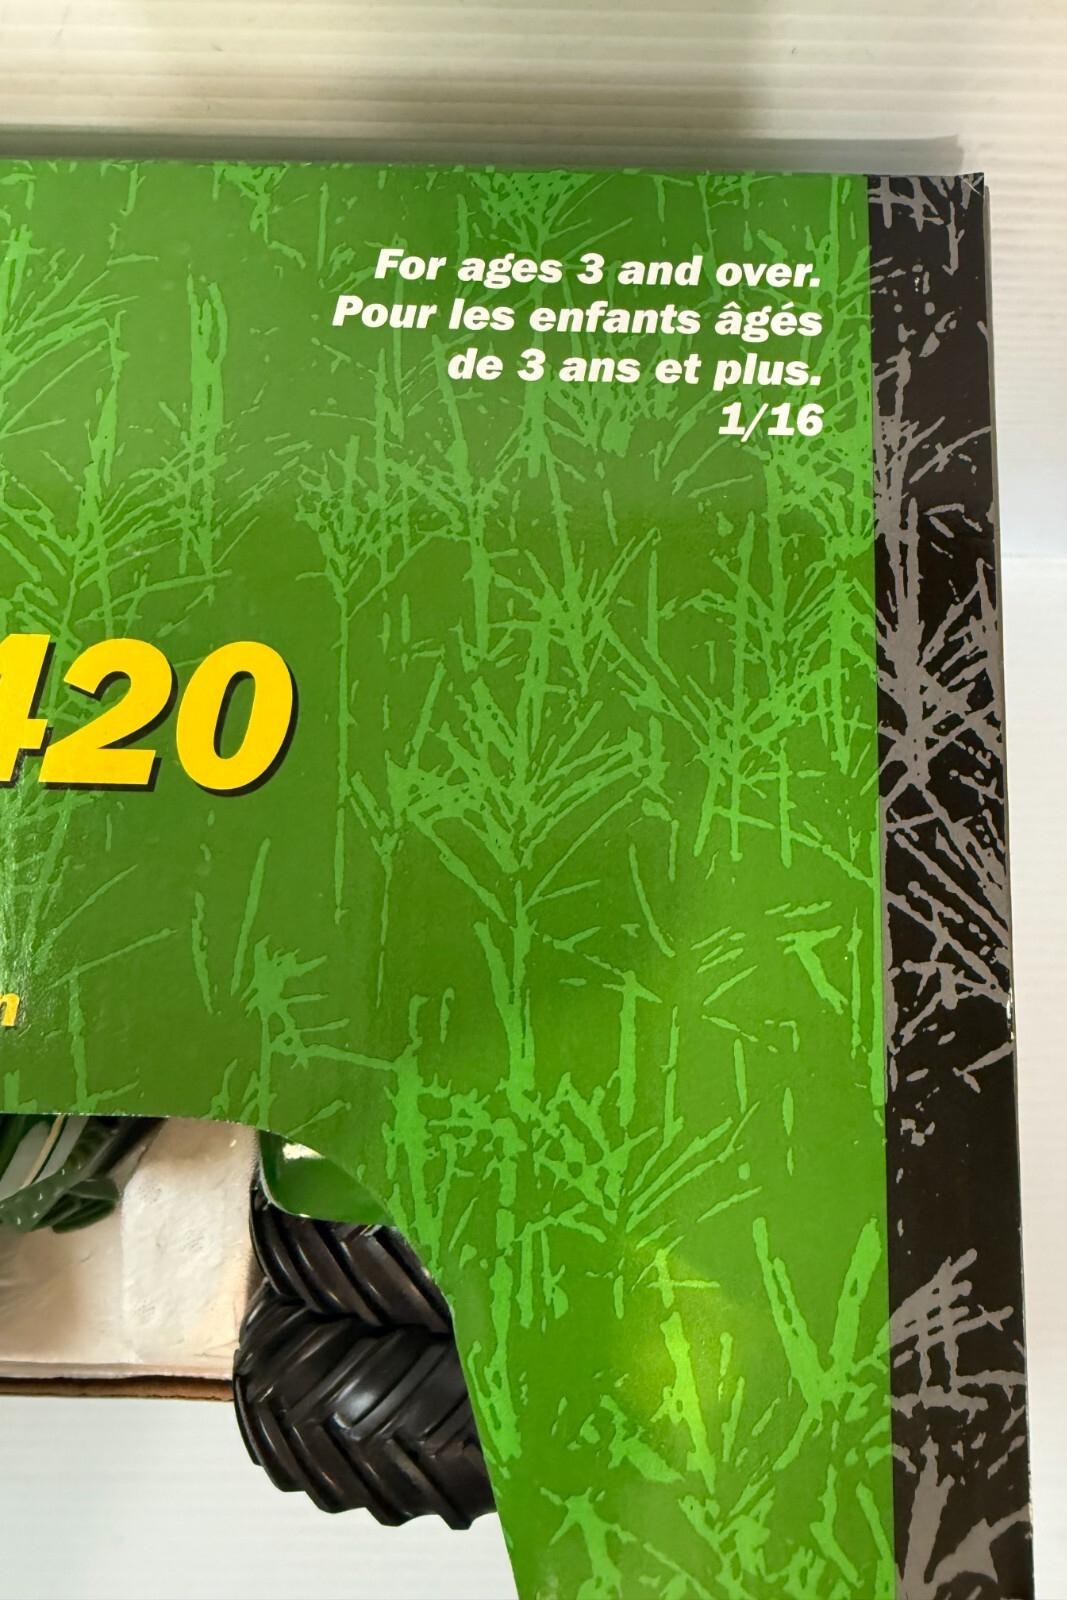 For ages 3 and over.
Pour les enfants âgés
de 3 ans et plus.
1/16
420
n